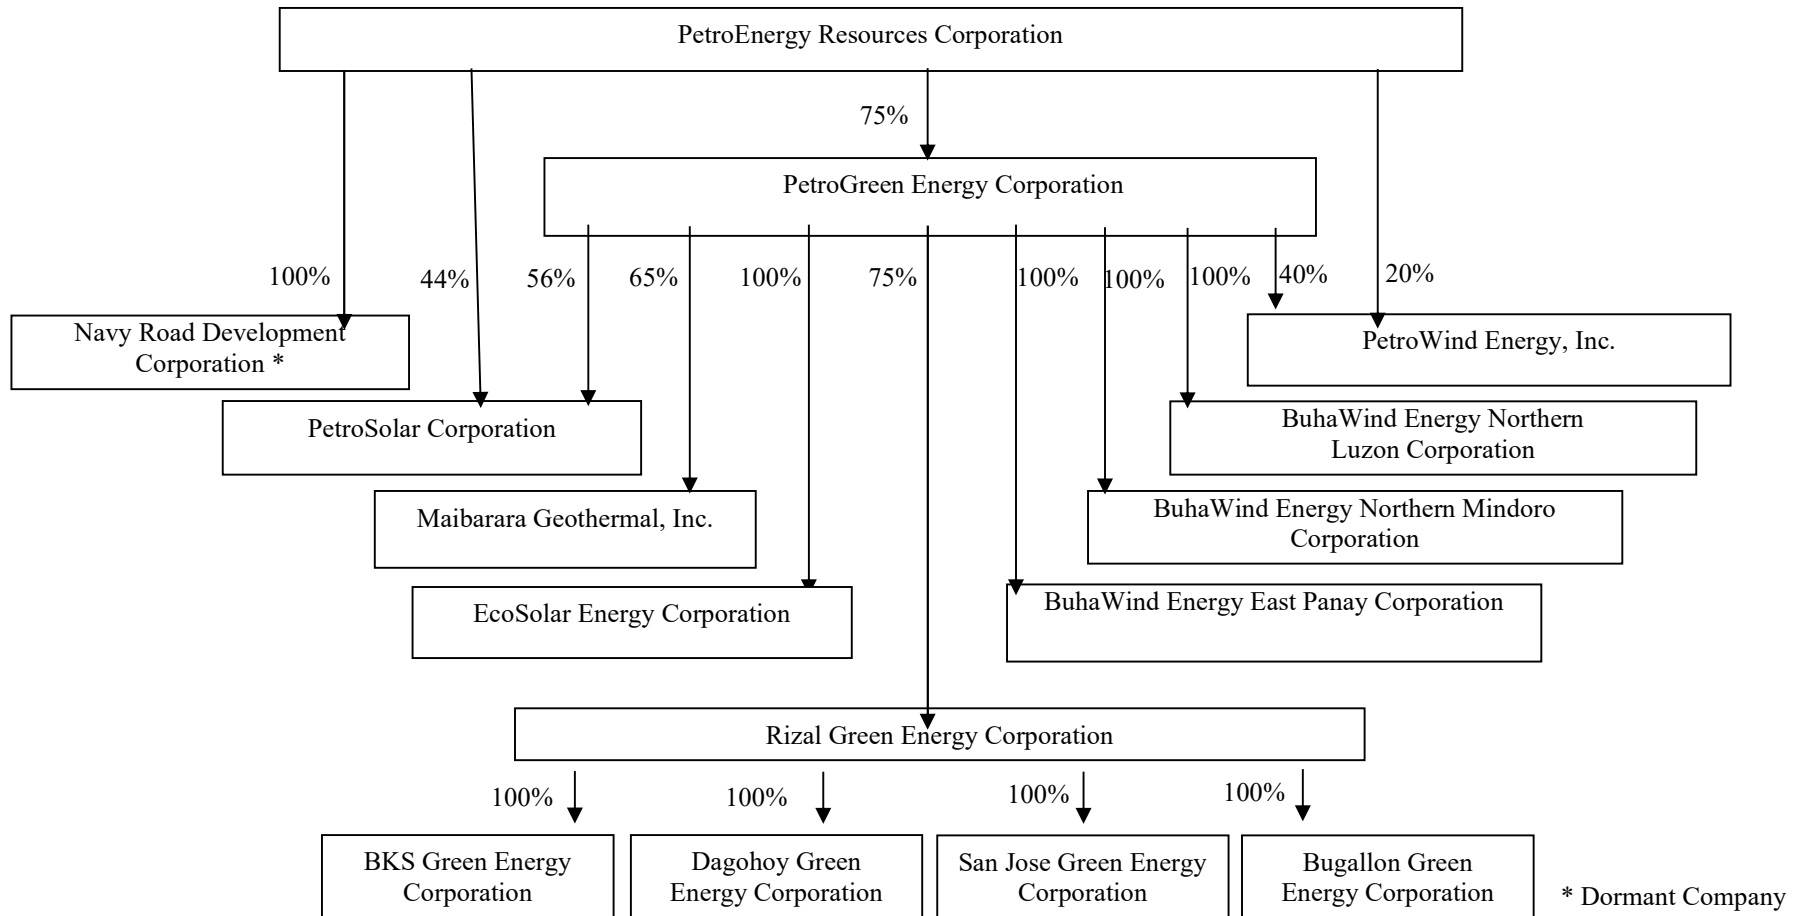 PetroEnergy Resources Corporation
75%
PetroGreen Energy Corporation
100%
44%
56%
65%
100%
75%
100%
100%
100%
40%
20%
Navy Road Development
Corporation *
PetroWind Energy, Inc.
PetroSolar Corporation
BuhaWind Energy Northern
Luzon Corporation
Maibarara Geothermal, Inc.
BuhaWind Energy Northern Mindoro
Corporation
EcoSolar Energy Corporation
BuhaWind Energy East Panay Corporation
Rizal Green Energy Corporation
100%
100%
100%
100%
BKS Green Energy
Corporation
Dagohoy Green
Energy Corporation
San Jose Green Energy
Corporation
Bugallon Green
Energy Corporation
* Dormant Company